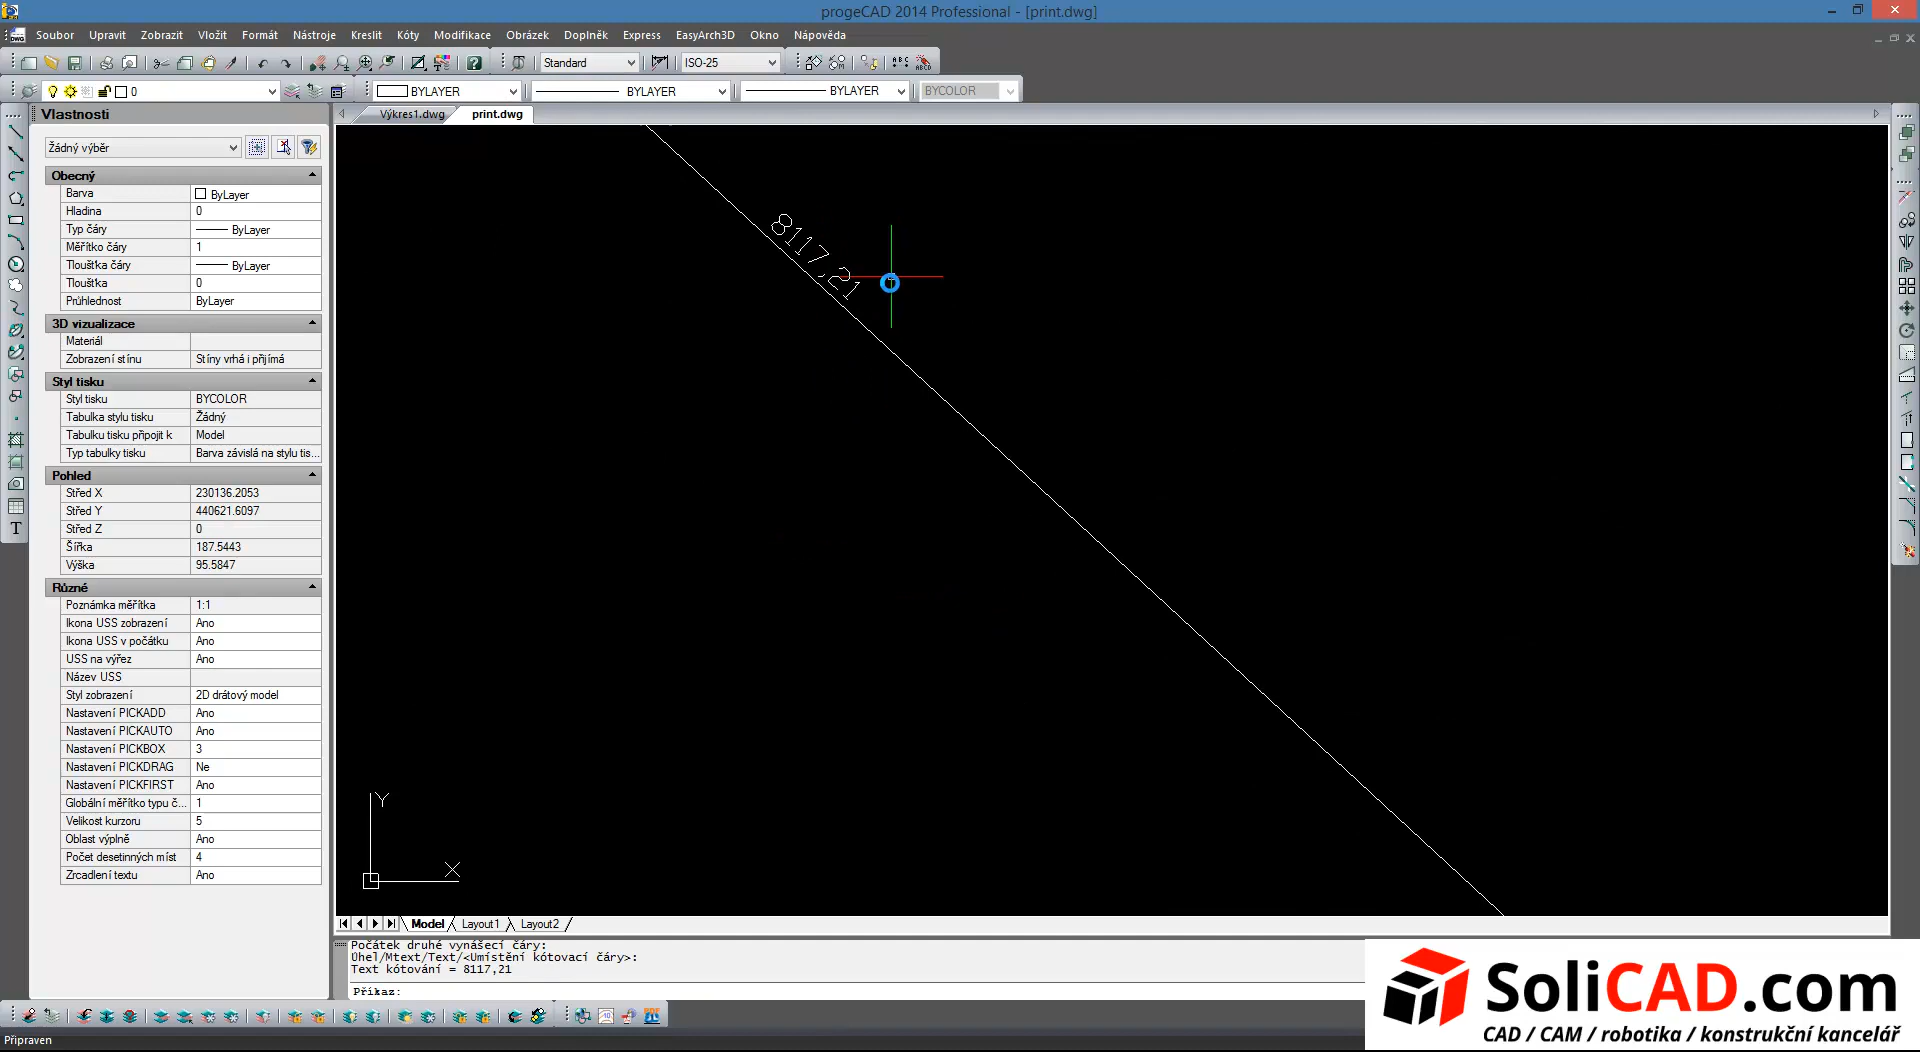 progeCAD 2014 Professional - [print.dwg]
Soubor Upravit Zobrazit Vložit Formát Nástroje Kreslit Kóty Modifikace Obrázek Doplněk Express EasyArch3D Okno Nápověda
Standard ISO-25
0 BYLAYER BYLAYER BYLAYER BYCOLOR
Vlastnosti
Výkres1.dwg print.dwg
Žádný výběr
Obecný
Barva ByLayer
Hladina 0
Typ čáry ByLayer
Měřítko čáry 1
Tloušťka čáry ByLayer
Tloušťka 0
Průhlednost ByLayer
3D vizualizace
Materiál
Zobrazení stínu Stíny vrhá i přijímá
Styl tisku
Styl tisku BYCOLOR
Tabulka stylu tisku Žádný
Tabulku tisku připojit k Model
Typ tabulky tisku Barva závislá na stylu tis...
Pohled
Střed X 230136.2053
Střed Y 440621.6097
Střed Z 0
Šířka 187.5443
Výška 95.5847
Různé
Poznámka měřítka 1:1
Ikona USS zobrazení Ano
Ikona USS v počátku Ano
USS na výřez Ano
Název USS
Styl zobrazení 2D drátový model
Nastavení PICKADD Ano
Nastavení PICKAUTO Ano
Nastavení PICKBOX 3
Nastavení PICKDRAG Ne
Nastavení PICKFIRST Ano
Globální měřítko typu č... 1
Velikost kurzoru 5
Oblast výplně Ano
Počet desetinných míst 4
Zrcadlení textu Ano
8117,21
Y
X
Model Layout1 Layout2
Počátek druhé vynášecí čáry:
Úhel/Mtext/Text/<Umístění kótovací čáry>:
Text kótování = 8117,21
Příkaz:
SoliCAD.com
CAD / CAM / robotika / konstrukční kancelář
Připraven